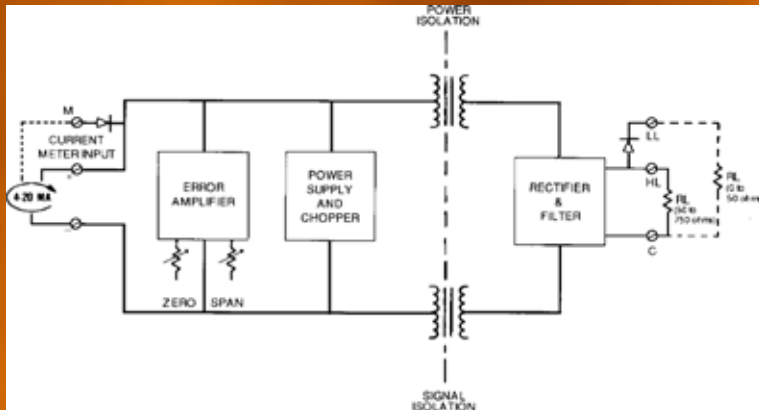 POWER
ISOLATION
M
CURRENT
METER INPUT
+
4-20 MA
−
ERROR
AMPLIFIER
ZERO
SPAN
POWER
SUPPLY
AND
CHOPPER
RECTIFIER
&
FILTER
LL
HL
C
RL
(50 to
750 ohms)
RL
(0 to
50 ohm
SIGNAL
ISOLATION